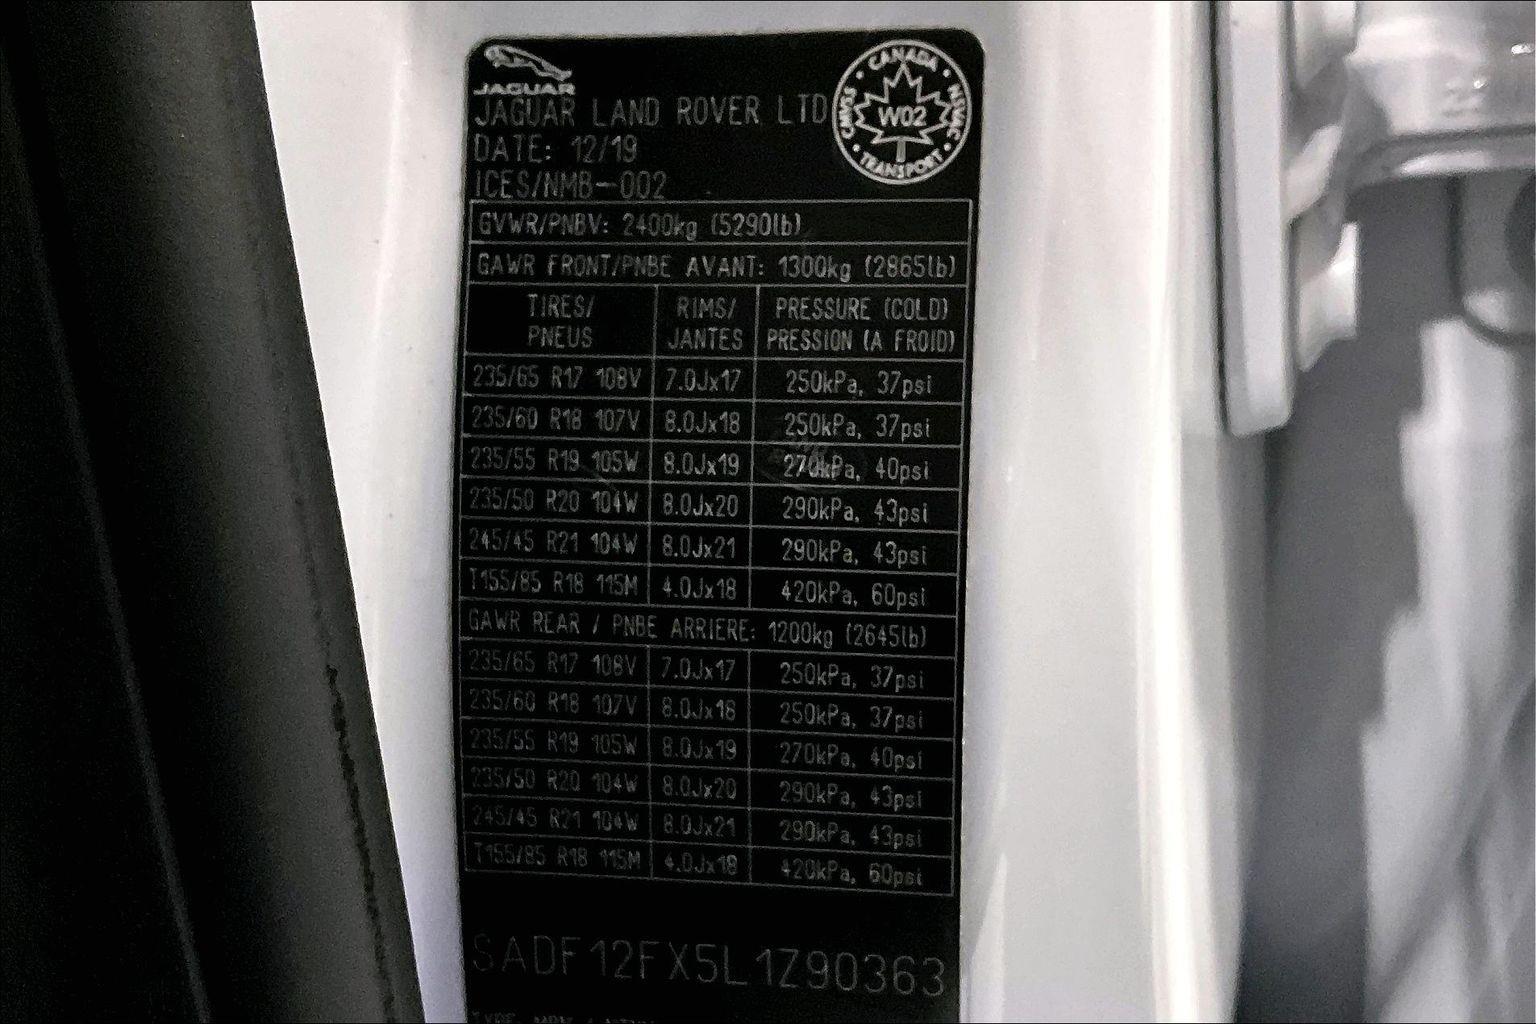 JAGUAR
JAGUAR LAND ROVER LTD
CANADA
CMVSS
W02
NSVAC
TRANSPORT
DATE: 12/19
ICES/NMB-002
GVWR/PNBV: 2400kg (5290lb)
GAWR FRONT/PNBE AVANT: 1300kg (2865lb)
TIRES/ RIMS/ PRESSURE (COLD)
PNEUS JANTES PRESSION (A FROID)
235/65 R17 108V 7.0Jx17 250kPa, 37psi
235/60 R18 107V 8.0Jx18 250kPa, 37psi
235/55 R19 105W 8.0Jx19 270kPa, 40psi
235/50 R20 104W 8.0Jx20 290kPa, 43psi
245/45 R21 104W 8.0Jx21 290kPa, 43psi
T155/85 R18 115M 4.0Jx18 420kPa, 60psi
GAWR REAR / PNBE ARRIERE: 1200kg (2645lb)
235/65 R17 108V 7.0Jx17 250kPa, 37psi
235/60 R18 107V 8.0Jx18 250kPa, 37psi
235/55 R19 105W 8.0Jx19 270kPa, 40psi
235/50 R20 104W 8.0Jx20 290kPa, 43psi
245/45 R21 104W 8.0Jx21 290kPa, 43psi
T155/85 R18 115M 4.0Jx18 420kPa, 60psi
SADF12FX5L1Z90363